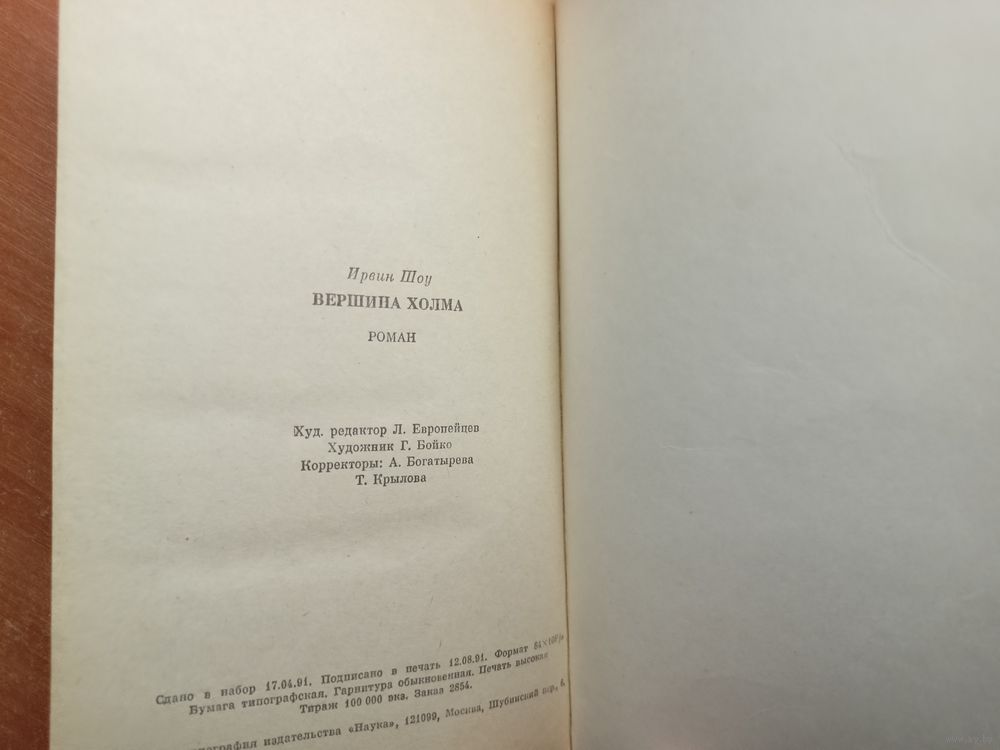 Ирвин Шоу
ВЕРШИНА ХОЛМА
РОМАН
Худ. редактор Л. Европейцев
Художник Г. Бойко
Корректоры: А. Богатырева
Т. Крылова
Сдано в набор 17.04.91. Подписано в печать 12.08.91. Формат 84×108/
Бумага типографская. Гарнитура обыкновенная. Печать высокая
Тираж 100 000 экз. Заказ 2854.
издательства «Наука», 121099, Москва, Шубинский пер., 6.